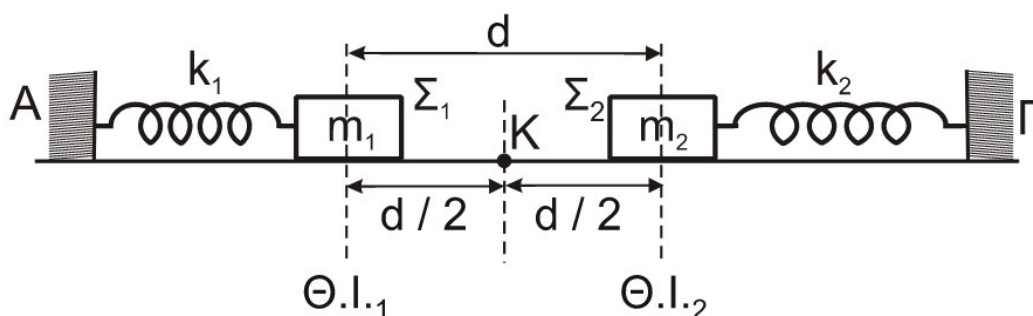 d
k₁ k₂
A Σ₁ Σ₂ Γ
m₁ K m₂
d / 2 d / 2
Θ.Ι.₁ Θ.Ι.₂